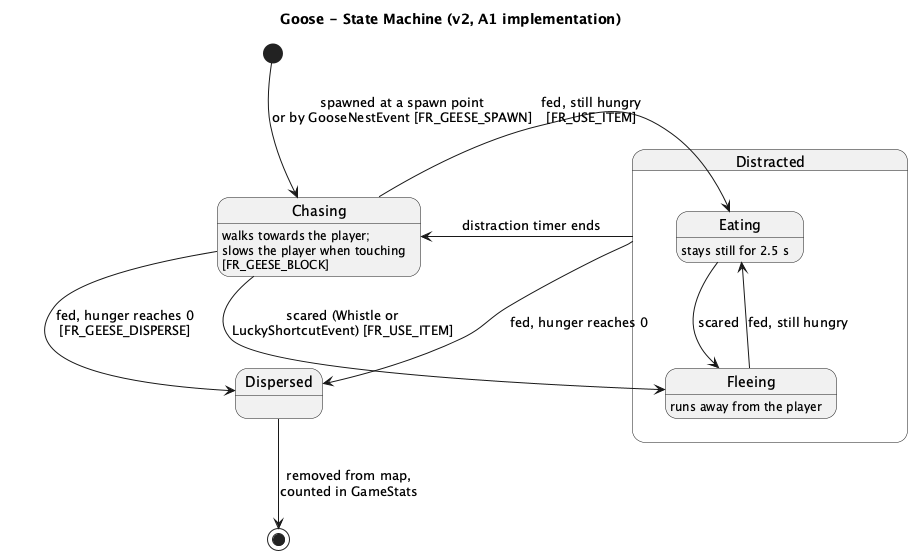 Goose - State Machine (v2, A1 implementation)
spawned at a spawn point
or by GooseNestEvent [FR_GEESE_SPAWN]
fed, still hungry
[FR_USE_ITEM]
Distracted
Chasing
walks towards the player;
slows the player when touching
[FR_GEESE_BLOCK]
distraction timer ends
Eating
stays still for 2.5 s
fed, hunger reaches 0
[FR_GEESE_DISPERSE]
scared (Whistle or
LuckyShortcutEvent) [FR_USE_ITEM]
fed, hunger reaches 0
scared
fed, still hungry
Dispersed
Fleeing
runs away from the player
removed from map,
counted in GameStats